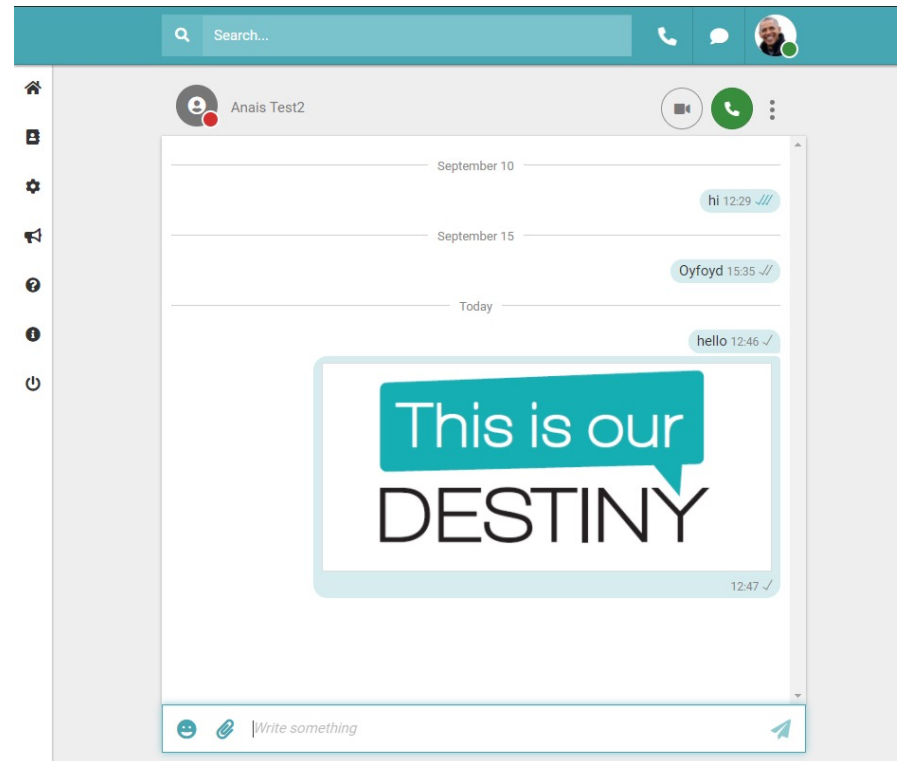 Search...
Anais Test2
September 10
hi 12:29
September 15
Oyfoyd 15:35
Today
hello 12:46
This is our
DESTINY
12:47
Write something